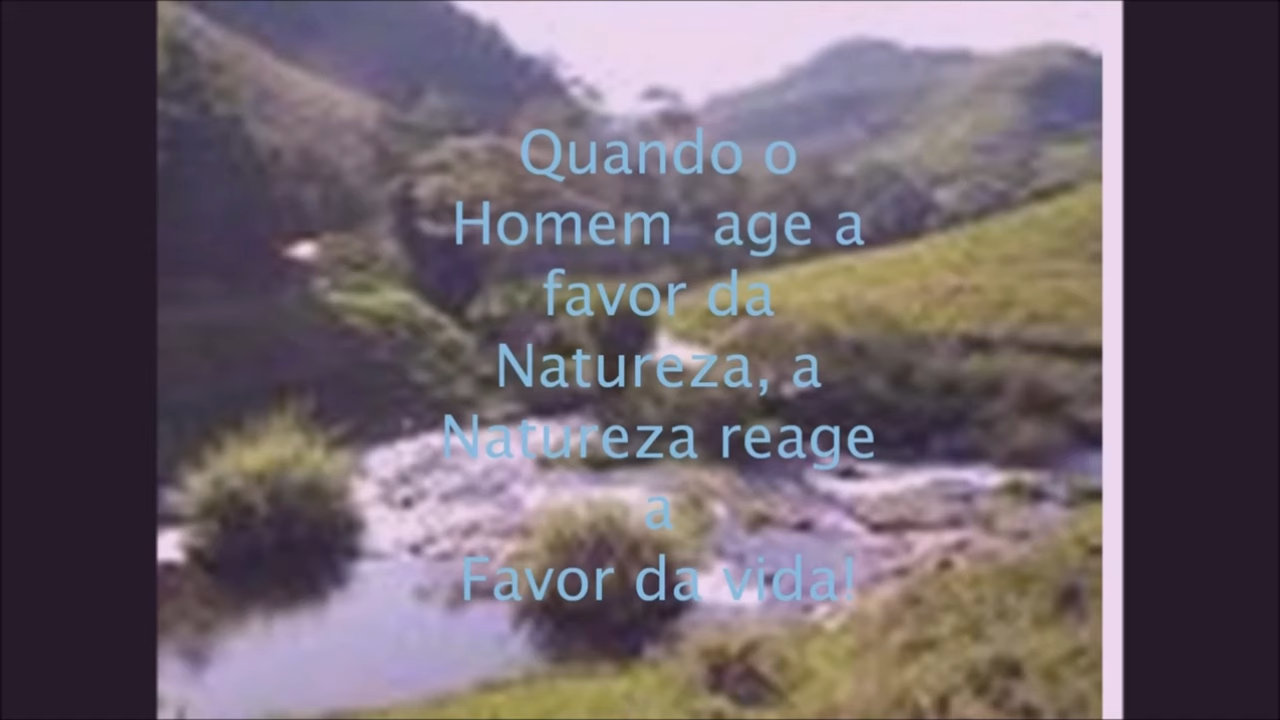 Quando o
Homem  age a
favor da
Natureza, a
Natureza reage
a
Favor da vida!